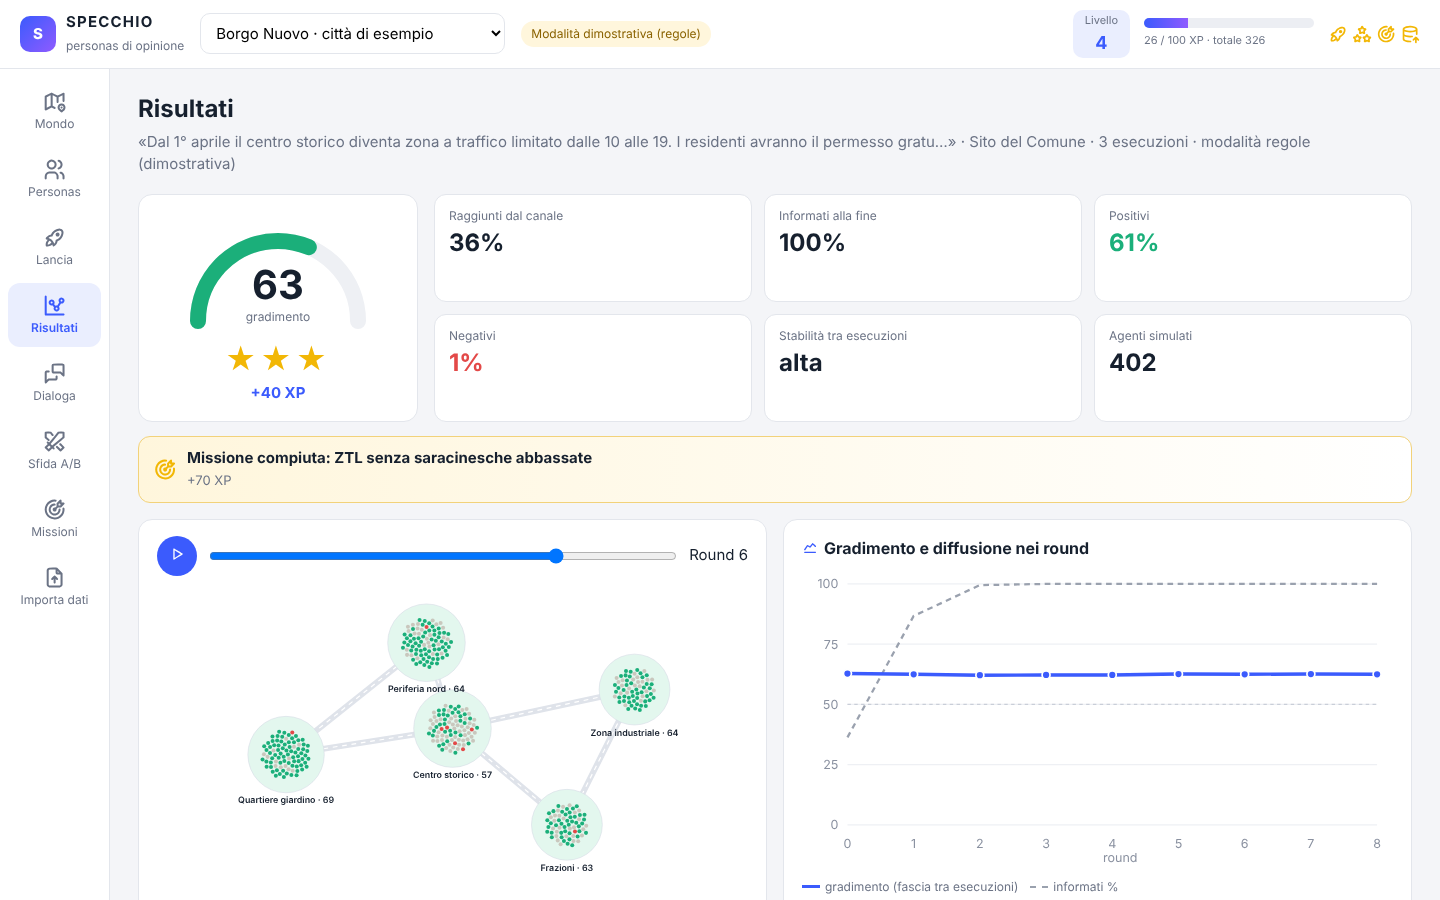 S
SPECCHIO
personas di opinione
Borgo Nuovo · città di esempio
Modalità dimostrativa (regole)
Livello
4
26 / 100 XP · totale 326
Mondo
Personas
Lancia
Risultati
Dialoga
Sfida A/B
Missioni
Importa dati
Risultati
«Dal 1° aprile il centro storico diventa zona a traffico limitato dalle 10 alle 19. I residenti avranno il permesso gratu...» · Sito del Comune · 3 esecuzioni · modalità regole
(dimostrativa)
63
gradimento
+40 XP
Raggiunti dal canale
36%
Informati alla fine
100%
Positivi
61%
Negativi
1%
Stabilità tra esecuzioni
alta
Agenti simulati
402
Missione compiuta: ZTL senza saracinesche abbassate
+70 XP
Round 6
Periferia nord · 64
Zona industriale · 64
Centro storico · 57
Quartiere giardino · 69
Frazioni · 63
Gradimento e diffusione nei round
100
75
50
25
0
0 1 2 3 4 5 6 7 8
round
gradimento (fascia tra esecuzioni)
informati %